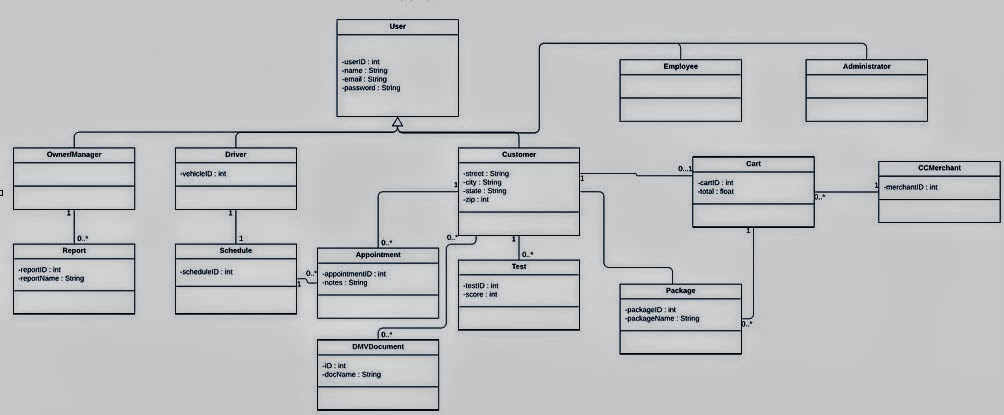 User
-userID : int
-name : String
-email : String
-password : String
Employee
Administrator
Owner/Manager
Driver
-vehicleID : int
Customer
-street : String
-city : String
-state : String
-zip : int
Cart
-cartID : int
-total : float
CCMerchant
-merchantID : int
1
0...1
1
0..*
1
1
0..*
1
1
0..*
0..*
1
0..*
1
Report
-reportID : int
-reportName : String
Schedule
-scheduleID : int
0..*
1
Appointment
-appointmentID : int
-notes : String
Test
-testID : int
-score : int
Package
-packageID : int
-packageName : String
0..*
0..*
DMVDocument
-ID : int
-docName : String